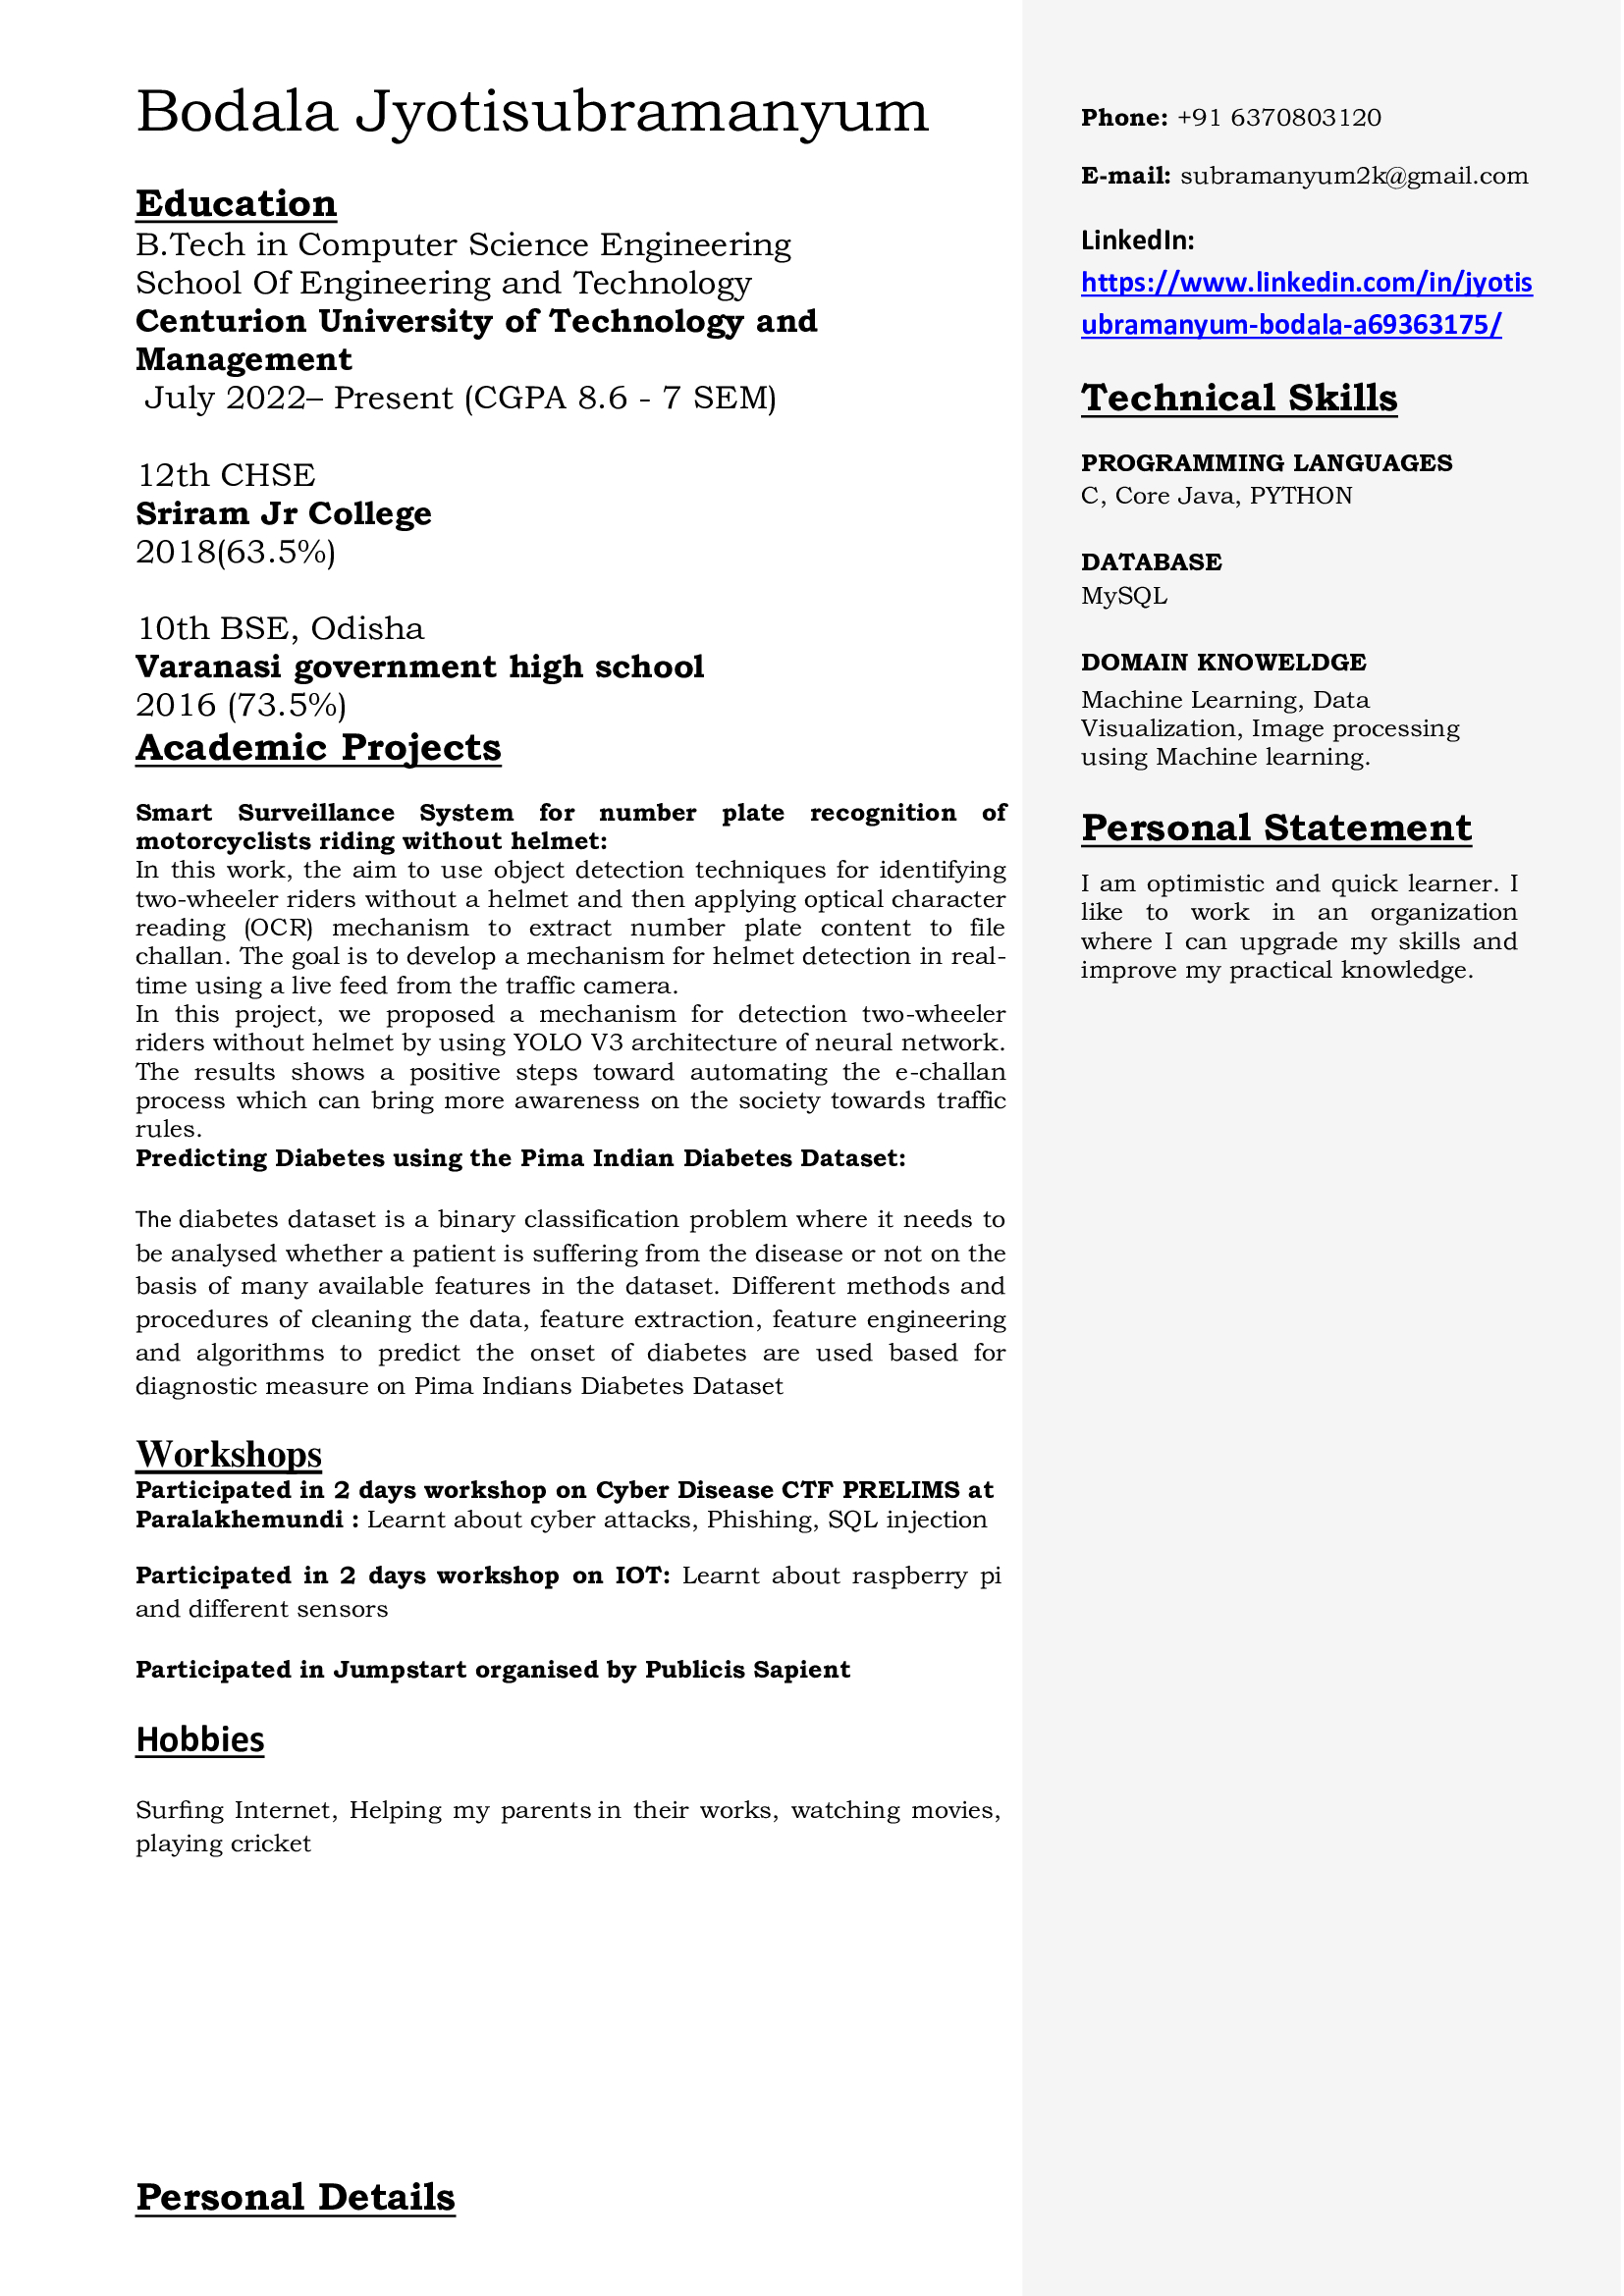 Bodala Jyotisubramanyum
Education
B.Tech in Computer Science Engineering
School Of Engineering and Technology
Centurion University of Technology and
Management
July 2022– Present (CGPA 8.6 - 7 SEM)
12th CHSE
Sriram Jr College
2018(63.5%)
10th BSE, Odisha
Varanasi government high school
2016 (73.5%)
Academic Projects
Smart Surveillance System for number plate recognition of
motorcyclists riding without helmet:
In this work, the aim to use object detection techniques for identifying
two-wheeler riders without a helmet and then applying optical character
reading (OCR) mechanism to extract number plate content to file
challan. The goal is to develop a mechanism for helmet detection in real-
time using a live feed from the traffic camera.
In this project, we proposed a mechanism for detection two-wheeler
riders without helmet by using YOLO V3 architecture of neural network.
The results shows a positive steps toward automating the e-challan
process which can bring more awareness on the society towards traffic
rules.
Predicting Diabetes using the Pima Indian Diabetes Dataset:
The diabetes dataset is a binary classification problem where it needs to
be analysed whether a patient is suffering from the disease or not on the
basis of many available features in the dataset. Different methods and
procedures of cleaning the data, feature extraction, feature engineering
and algorithms to predict the onset of diabetes are used based for
diagnostic measure on Pima Indians Diabetes Dataset
Workshops
Participated in 2 days workshop on Cyber Disease CTF PRELIMS at
Paralakhemundi : Learnt about cyber attacks, Phishing, SQL injection
Participated in 2 days workshop on IOT: Learnt about raspberry pi
and different sensors
Participated in Jumpstart organised by Publicis Sapient
Hobbies
Surfing Internet, Helping my parents in their works, watching movies,
playing cricket
Personal Details
Phone: +91 6370803120
E-mail: subramanyum2k@gmail.com
LinkedIn:
https://www.linkedin.com/in/jyotis
ubramanyum-bodala-a69363175/
Technical Skills
PROGRAMMING LANGUAGES
C, Core Java, PYTHON
DATABASE
MySQL
DOMAIN KNOWELDGE
Machine Learning, Data
Visualization, Image processing
using Machine learning.
Personal Statement
I am optimistic and quick learner. I
like to work in an organization
where I can upgrade my skills and
improve my practical knowledge.